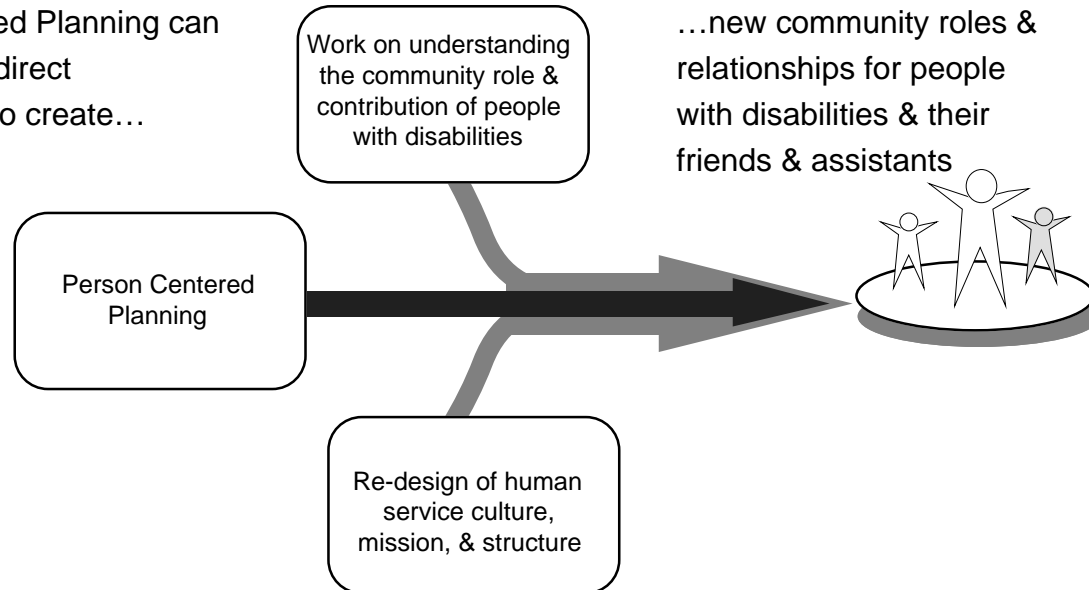 ed Planning can
direct
o create…
Work on understanding
the community role &
contribution of people
with disabilities
…new community roles &
relationships for people
with disabilities & their
friends & assistants
Person Centered
Planning
Re-design of human
service culture,
mission, & structure